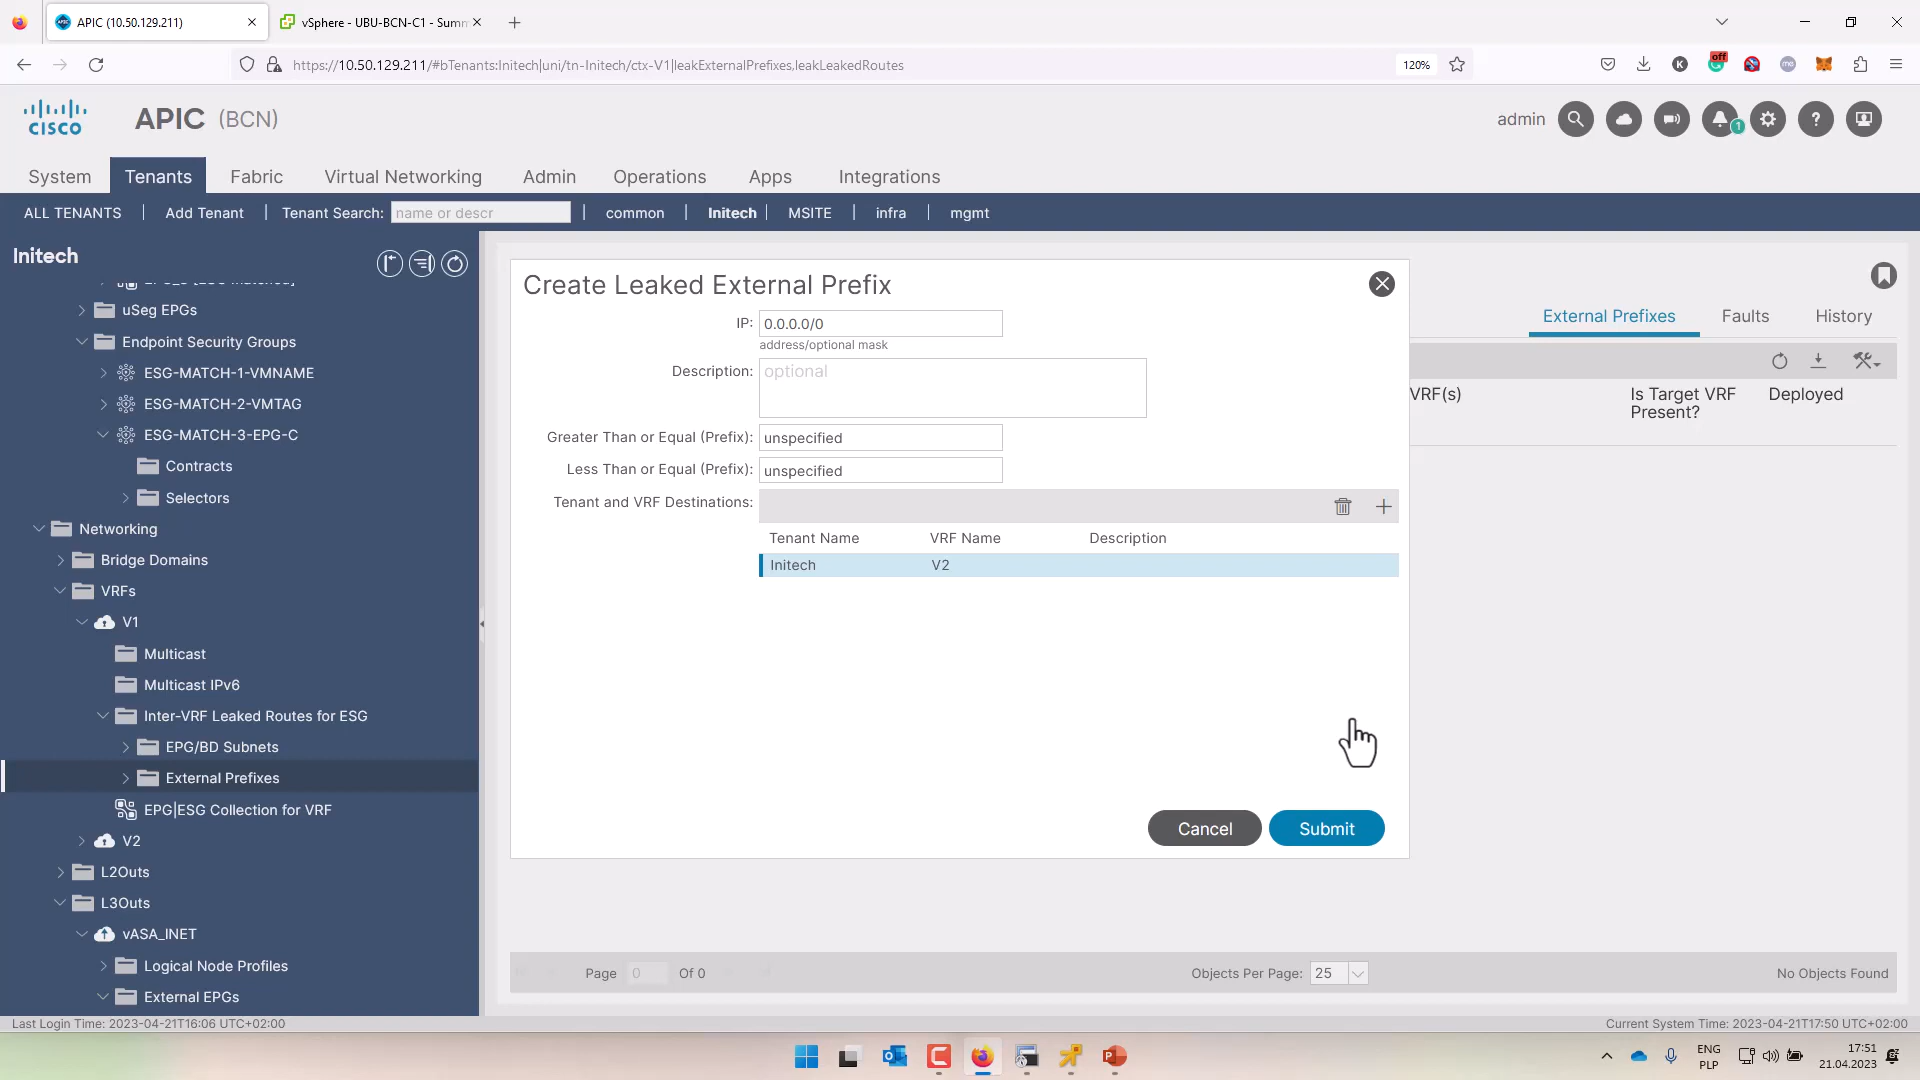 APIC (10.50.129.211)
vSphere - UBU-BCN-C1 - Summ
https://10.50.129.211/#bTenants:Initech|uni/tn-Initech/ctx-V1|leakExternalPrefixes,leakLeakedRoutes
120%
off
CISCO
APIC (BCN)
admin
1
System
Tenants
Fabric
Virtual Networking
Admin
Operations
Apps
Integrations
ALL TENANTS
Add Tenant
Tenant Search: name or descr
common
Initech
MSITE
infra
mgmt
Initech
uSeg EPGs
Endpoint Security Groups
ESG-MATCH-1-VMNAME
ESG-MATCH-2-VMTAG
ESG-MATCH-3-EPG-C
Contracts
Selectors
Networking
Bridge Domains
VRFs
V1
Multicast
Multicast IPv6
Inter-VRF Leaked Routes for ESG
EPG/BD Subnets
External Prefixes
EPG|ESG Collection for VRF
V2
L2Outs
L3Outs
vASA_INET
Logical Node Profiles
External EPGs
Create Leaked External Prefix
IP: 0.0.0.0/0
address/optional mask
Description: optional
Greater Than or Equal (Prefix): unspecified
Less Than or Equal (Prefix): unspecified
Tenant and VRF Destinations:
Tenant Name VRF Name Description
Initech V2
Cancel
Submit
External Prefixes
Faults
History
VRF(s)
Is Target VRF
Present?
Deployed
Page 0 Of 0
Objects Per Page: 25
No Objects Found
Last Login Time: 2023-04-21T16:06 UTC+02:00
Current System Time: 2023-04-21T17:50 UTC+02:00
ENG
PLP
17:51
21.04.2023